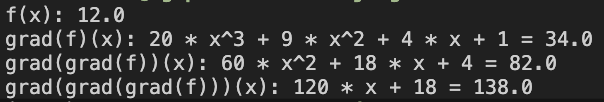 f(x): 12.0
grad(f)(x): 20 * x^3 + 9 * x^2 + 4 * x + 1 = 34.0
grad(grad(f))(x): 60 * x^2 + 18 * x + 4 = 82.0
grad(grad(grad(f)))(x): 120 * x + 18 = 138.0